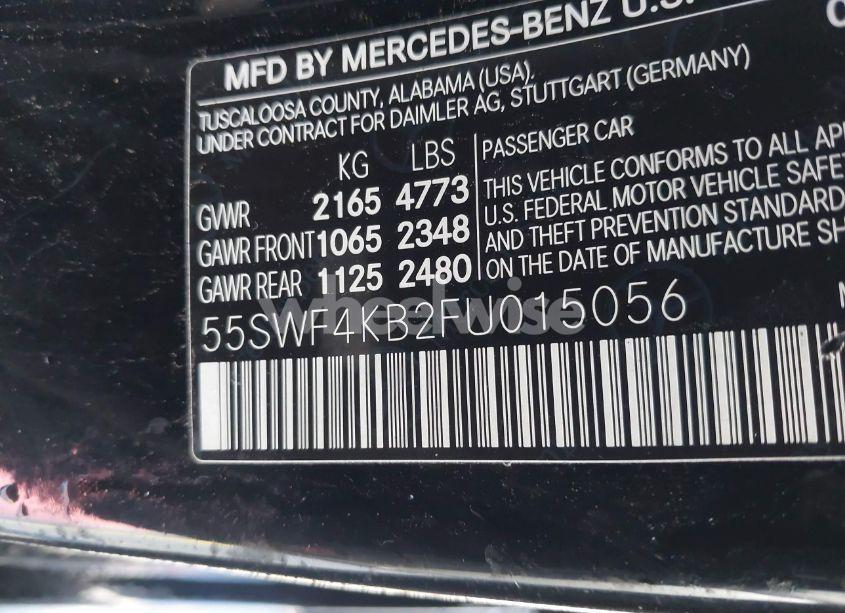 MFD BY MERCEDES-BENZ U.S.
TUSCALOOSA COUNTY, ALABAMA (USA).
UNDER CONTRACT FOR DAIMLER AG, STUTTGART (GERMANY)
KG LBS
GVWR 2165 4773
GAWR FRONT 1065 2348
GAWR REAR 1125 2480
PASSENGER CAR
THIS VEHICLE CONFORMS TO ALL APP
U.S. FEDERAL MOTOR VEHICLE SAFE
AND THEFT PREVENTION STANDARD
ON THE DATE OF MANUFACTURE SH
55SWF4KB2FU015056
wheelwise